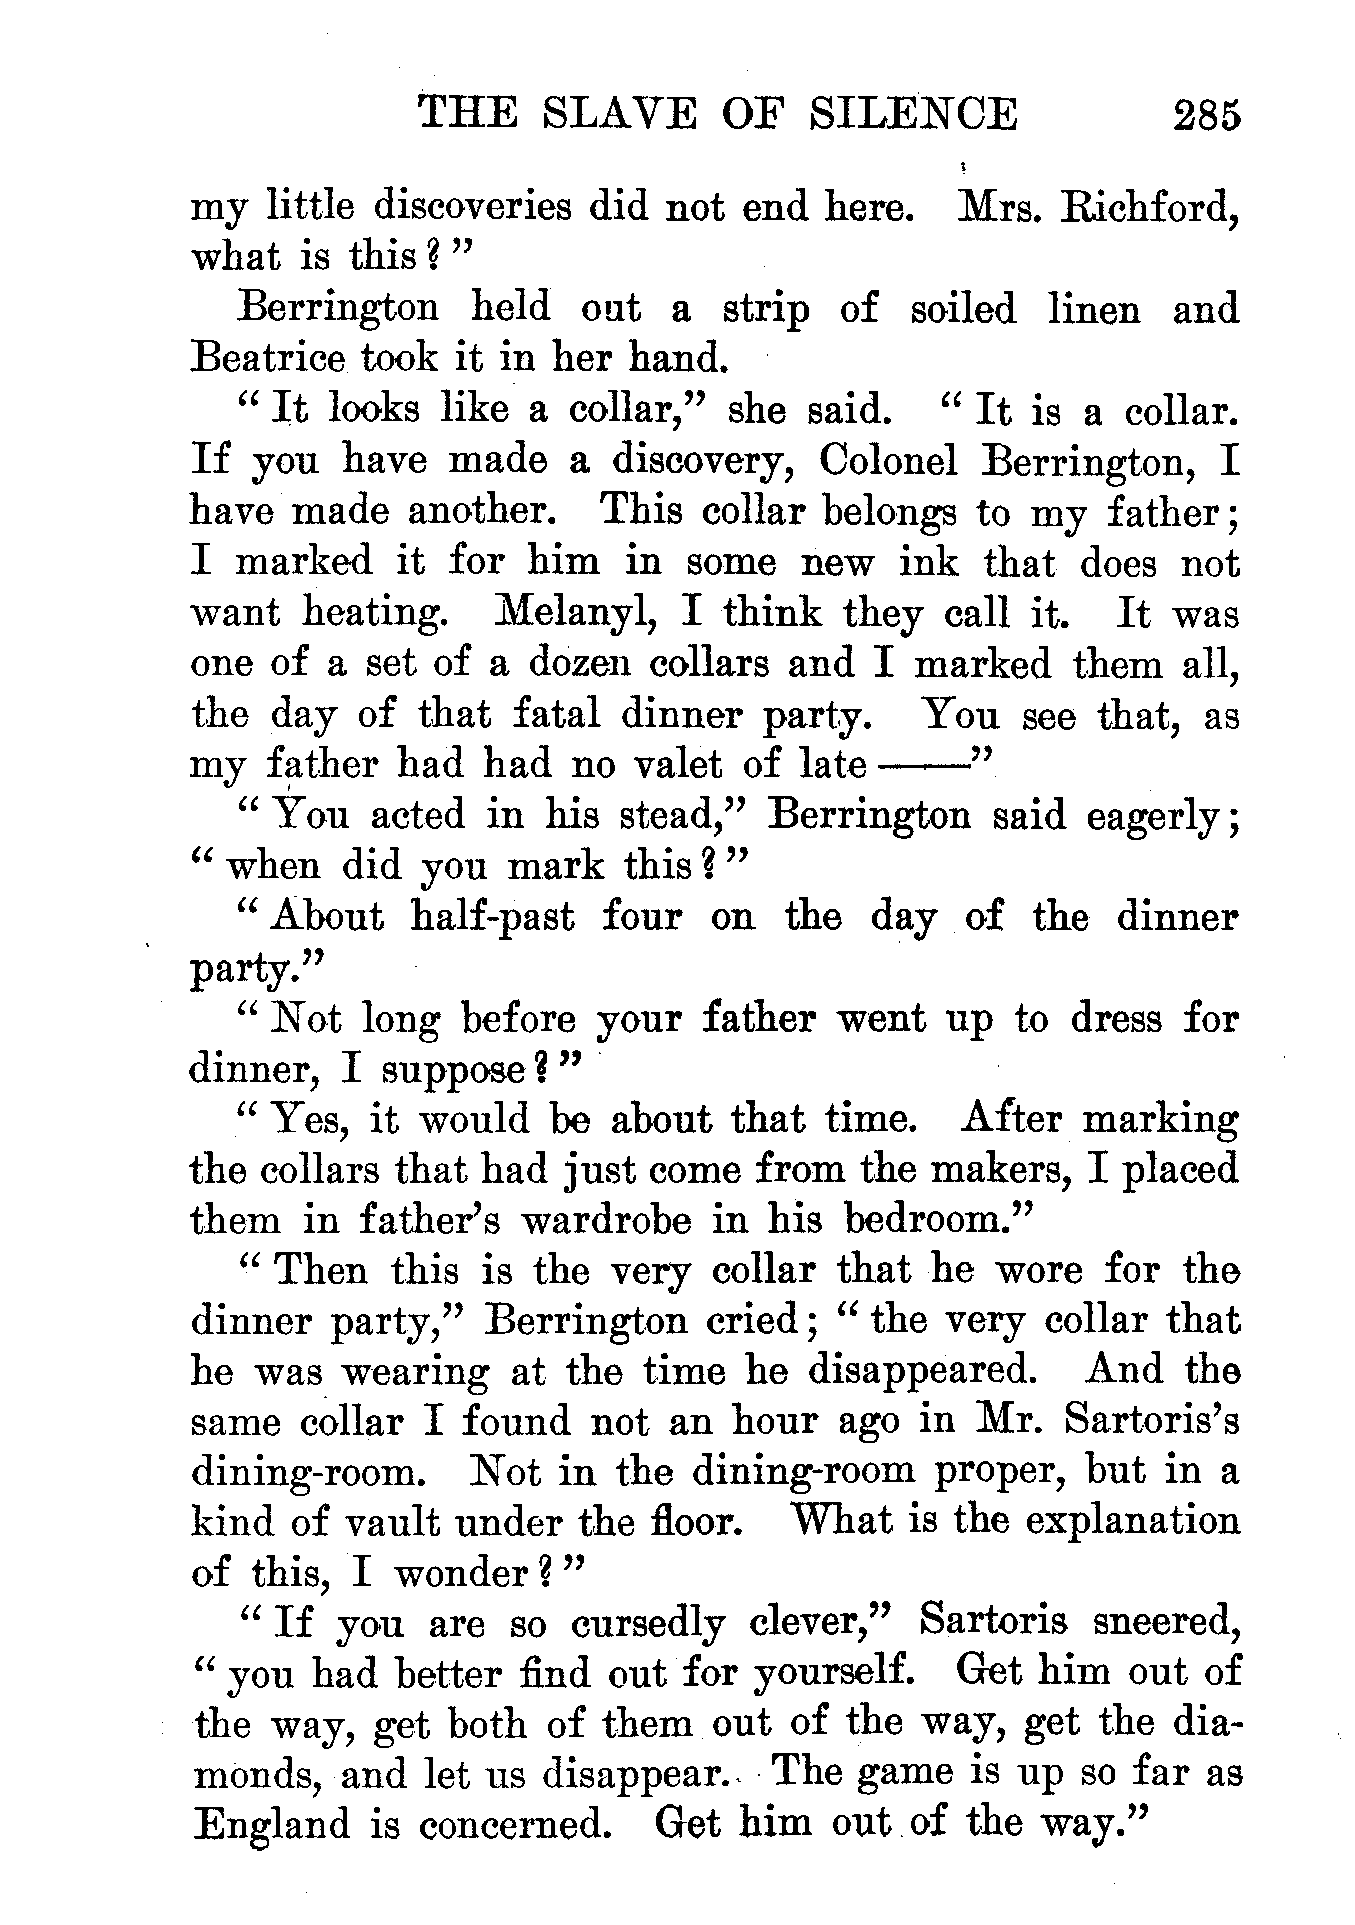 THE SLAVE OF SILENCE 285
my little discoveries did not end here. Mrs. Richford,
what is this?”
Berrington held out a strip of soiled linen and
Beatrice took it in her hand.
“It looks like a collar,” she said. “It is a collar.
If you have made a discovery, Colonel Berrington, I
have made another. This collar belongs to my father;
I marked it for him in some new ink that does not
want heating. Melanyl, I think they call it. It was
one of a set of a dozen collars and I marked them all,
the day of that fatal dinner party. You see that, as
my father had had no valet of late ——”
“You acted in his stead,” Berrington said eagerly;
“when did you mark this?”
“About half-past four on the day of the dinner
party.”
“Not long before your father went up to dress for
dinner, I suppose?”
“Yes, it would be about that time. After marking
the collars that had just come from the makers, I placed
them in father’s wardrobe in his bedroom.”
“Then this is the very collar that he wore for the
dinner party,” Berrington cried; “the very collar that
he was wearing at the time he disappeared. And the
same collar I found not an hour ago in Mr. Sartoris’s
dining-room. Not in the dining-room proper, but in a
kind of vault under the floor. What is the explanation
of this, I wonder?”
“If you are so cursedly clever,” Sartoris sneered,
“you had better find out for yourself. Get him out of
the way, get both of them out of the way, get the dia-
monds, and let us disappear. The game is up so far as
England is concerned. Get him out of the way.”